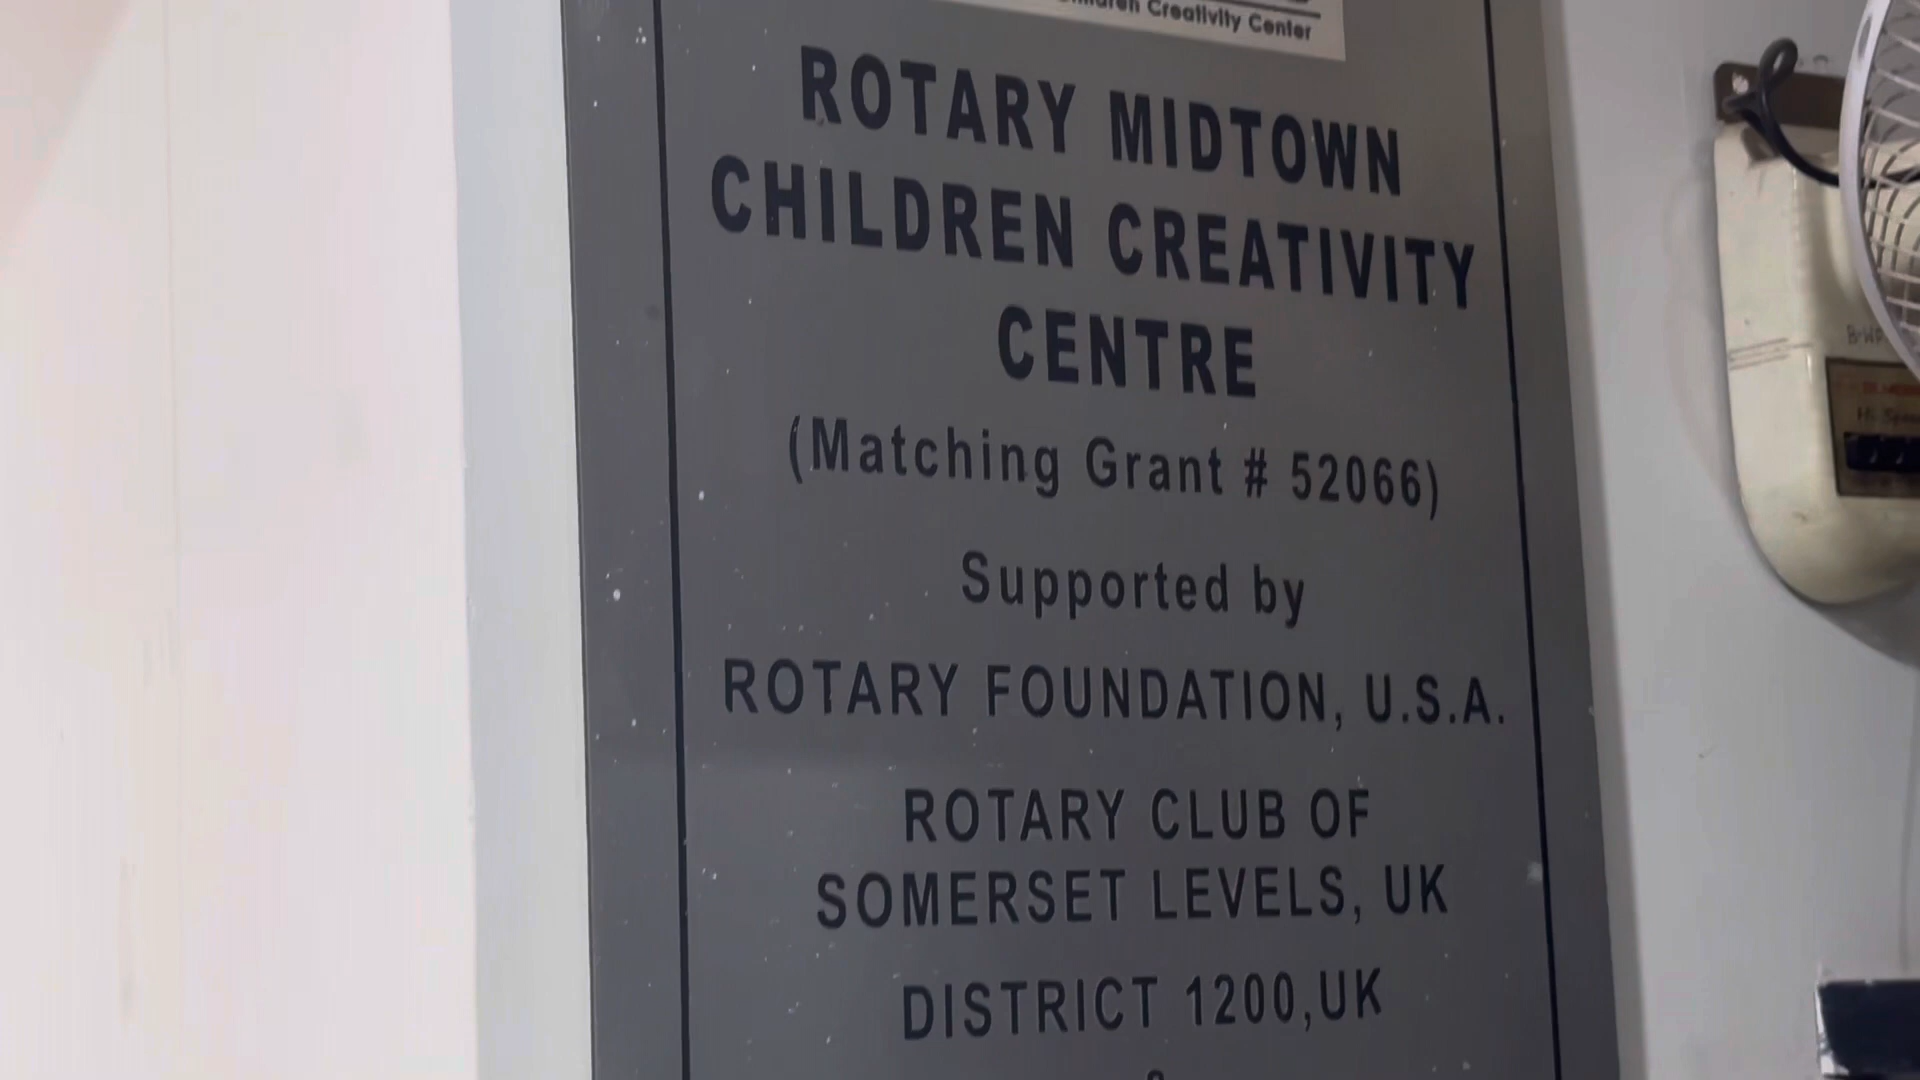 Children Creativity Center
ROTARY MIDTOWN
CHILDREN CREATIVITY
CENTRE
(Matching Grant # 52066)
Supported by
ROTARY FOUNDATION, U.S.A.
ROTARY CLUB OF
SOMERSET LEVELS, UK
DISTRICT 1200,UK